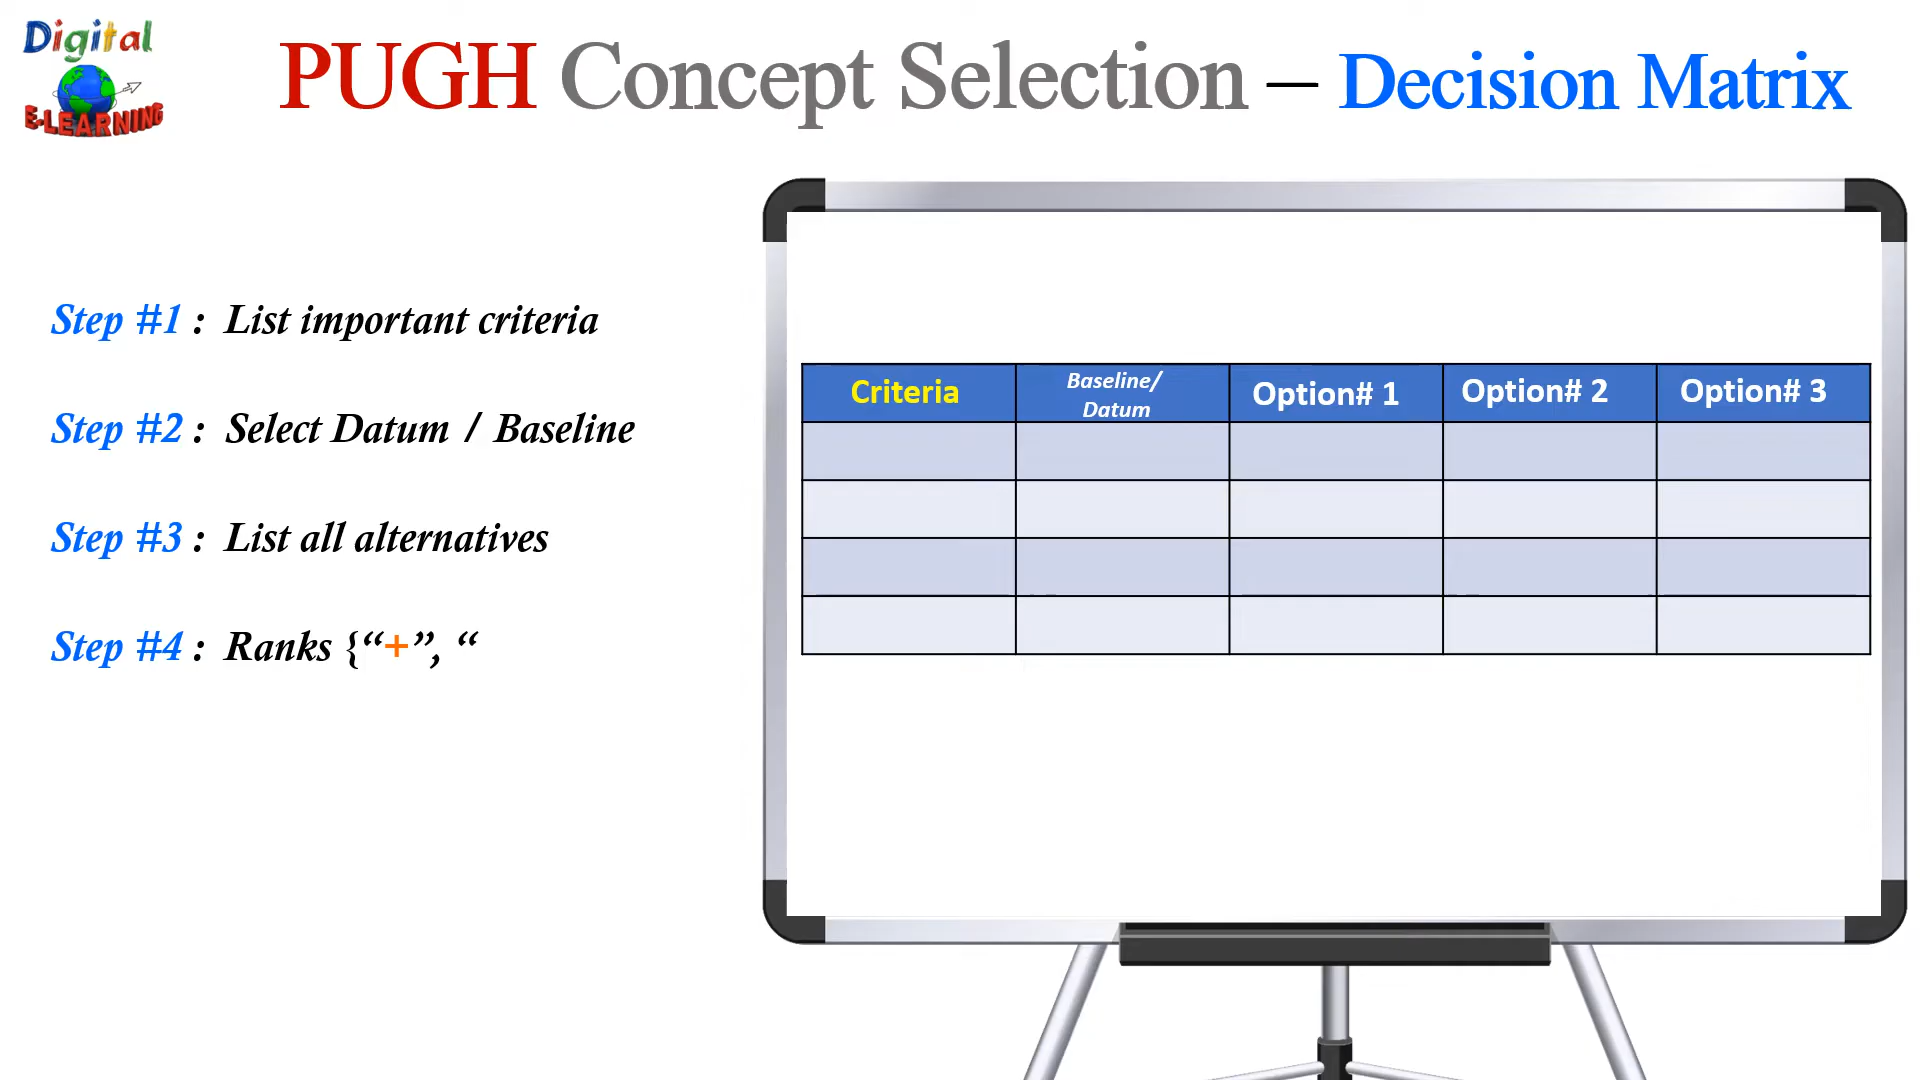 Digital
E-LEARNING
PUGH Concept Selection – Decision Matrix
Step #1 : List important criteria
Step #2 : Select Datum / Baseline
Step #3 : List all alternatives
Step #4 : Ranks {“+”, “
Criteria Baseline/ Datum Option# 1 Option# 2 Option# 3